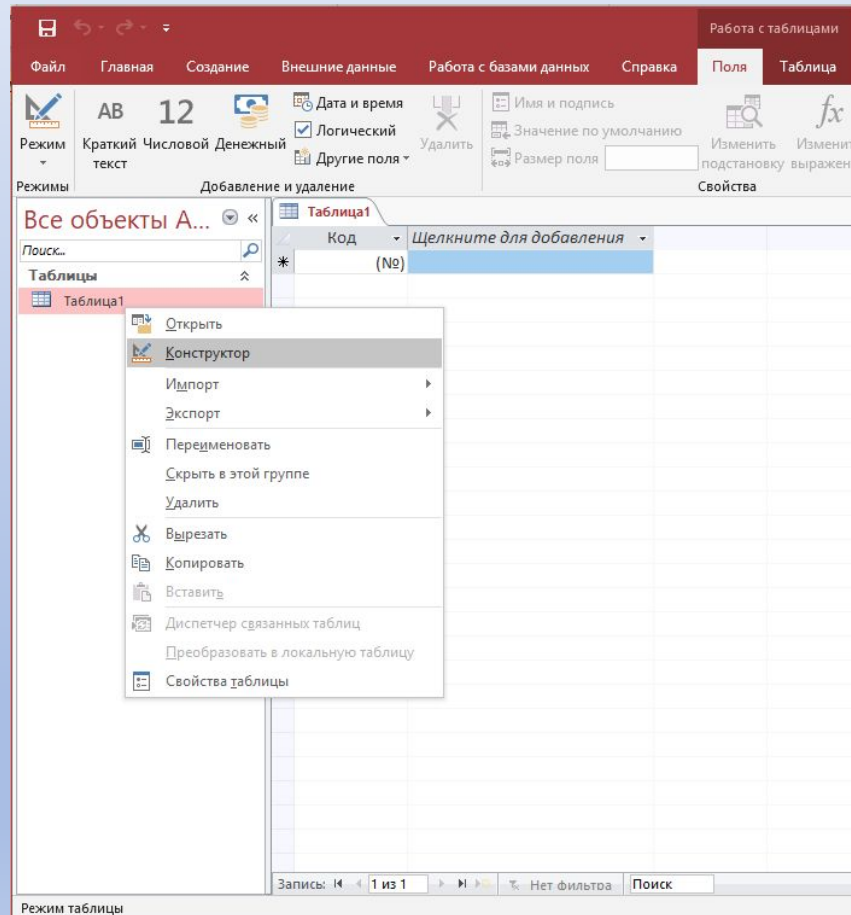 Работа с таблицами
Файл Главная Создание Внешние данные Работа с базами данных Справка Поля Таблица
Режим
АВ Краткий текст
12 Числовой
Денежный
Дата и время
Логический
Другие поля
Удалить
Имя и подпись
Значение по умолчанию
Размер поля
Изменить подстановку
fx
Режимы Добавление и удаление Свойства
Все объекты А...
«
Поиск...
Таблицы
Таблица1
Таблица1
Код Щелкните для добавления
* (№)
Открыть
Конструктор
Импорт
Экспорт
Переименовать
Скрыть в этой группе
Удалить
Вырезать
Копировать
Вставить
Диспетчер связанных таблиц
Преобразовать в локальную таблицу
Свойства таблицы
Запись: 1 из 1 Нет фильтра Поиск
Режим таблицы